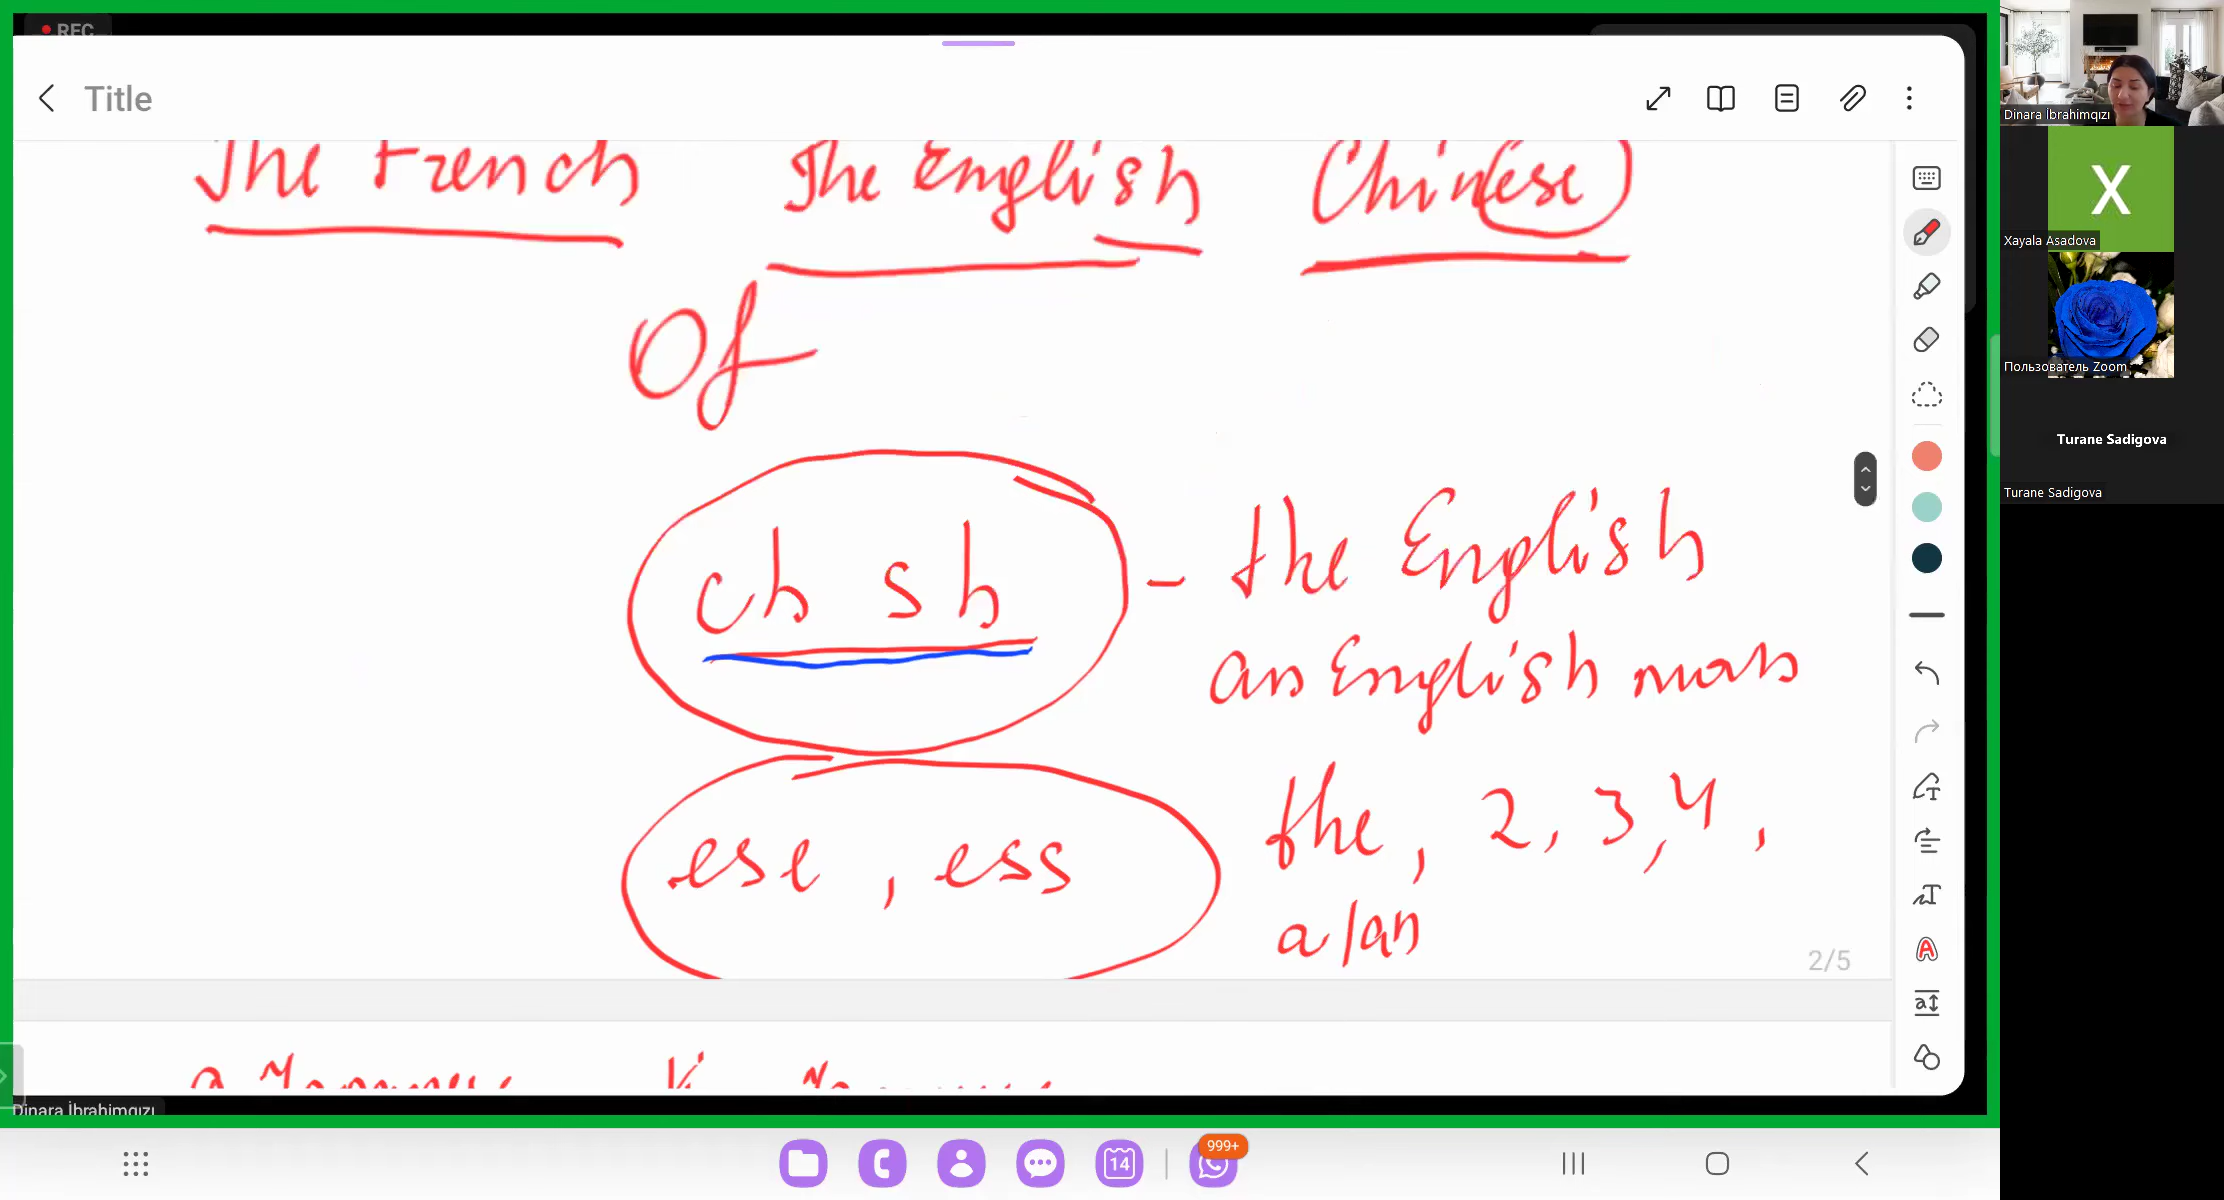 REC
Title
The French The English Chinese
Of
ch sh - the English
an English man
ese, ess the, 2, 3, 4,
a/an
2/5
Dinara İbrahimqızı
999+
14
Dinara İbrahimqızı
X
Xayala Asadova
Пользователь Zoom
Turane Sadigova
Turane Sadigova